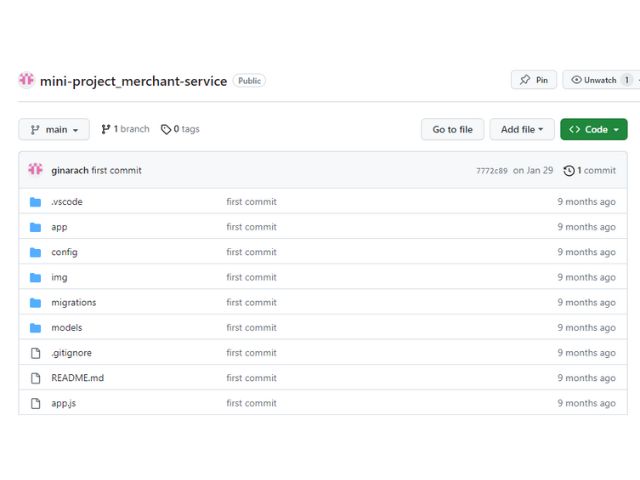 mini-project_merchant-service Public Pin Unwatch 1
main 1 branch 0 tags Go to file Add file Code
ginarach first commit 7772c89 on Jan 29 1 commit
.vscode first commit 9 months ago
app first commit 9 months ago
config first commit 9 months ago
img first commit 9 months ago
migrations first commit 9 months ago
models first commit 9 months ago
.gitignore first commit 9 months ago
README.md first commit 9 months ago
app.js first commit 9 months ago